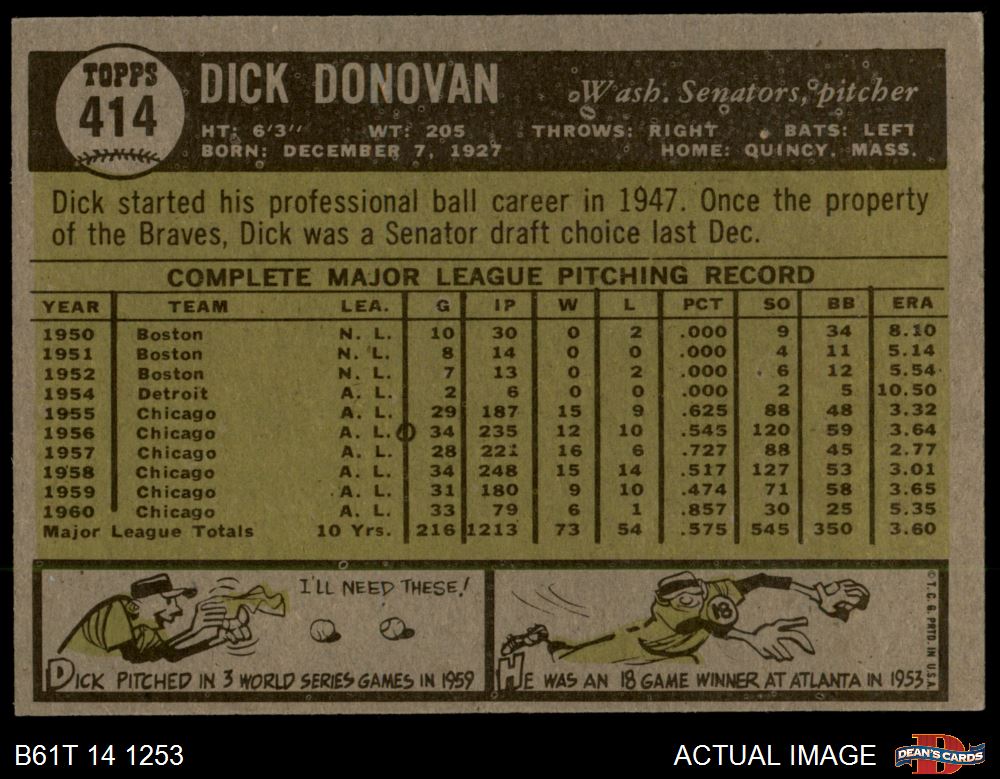 TOPPS
414
DICK DONOVAN
Wash. Senators, pitcher
HT: 6'3" WT: 205 THROWS: RIGHT BATS: LEFT
BORN: DECEMBER 7, 1927 HOME: QUINCY, MASS.
Dick started his professional ball career in 1947. Once the property
of the Braves, Dick was a Senator draft choice last Dec.
COMPLETE MAJOR LEAGUE PITCHING RECORD
YEAR TEAM LEA. G IP W L PCT SO BB ERA
1950 Boston N. L. 10 30 0 2 .000 9 34 8.10
1951 Boston N. L. 8 14 0 0 .000 4 11 5.14
1952 Boston N. L. 7 13 0 2 .000 6 12 5.54
1954 Detroit A. L. 2 6 0 0 .000 2 5 10.50
1955 Chicago A. L. 29 187 15 9 .625 88 48 3.32
1956 Chicago A. L. 34 235 12 10 .545 120 59 3.64
1957 Chicago A. L. 28 221 16 6 .727 88 45 2.77
1958 Chicago A. L. 34 248 15 14 .517 127 53 3.01
1959 Chicago A. L. 31 180 9 10 .474 71 58 3.65
1960 Chicago A. L. 33 79 6 1 .857 30 25 5.35
Major League Totals 10 Yrs. 216 1213 73 54 .575 545 350 3.60
I'LL NEED THESE!
DICK PITCHED IN 3 WORLD SERIES GAMES IN 1959
18
HE WAS AN 18 GAME WINNER AT ATLANTA IN 1953
© T.C.G. PRTD. IN U.S.A.
B61T 14 1253
ACTUAL IMAGE
D
DEAN'S CARDS